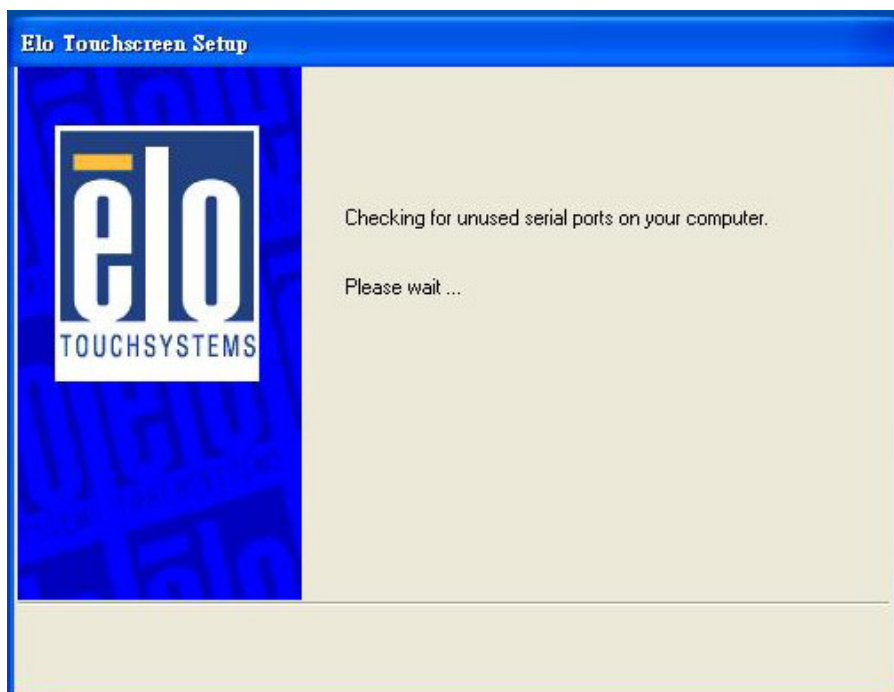 Elo Touchscreen Setup
elo
TOUCHSYSTEMS
Checking for unused serial ports on your computer.
Please wait ...